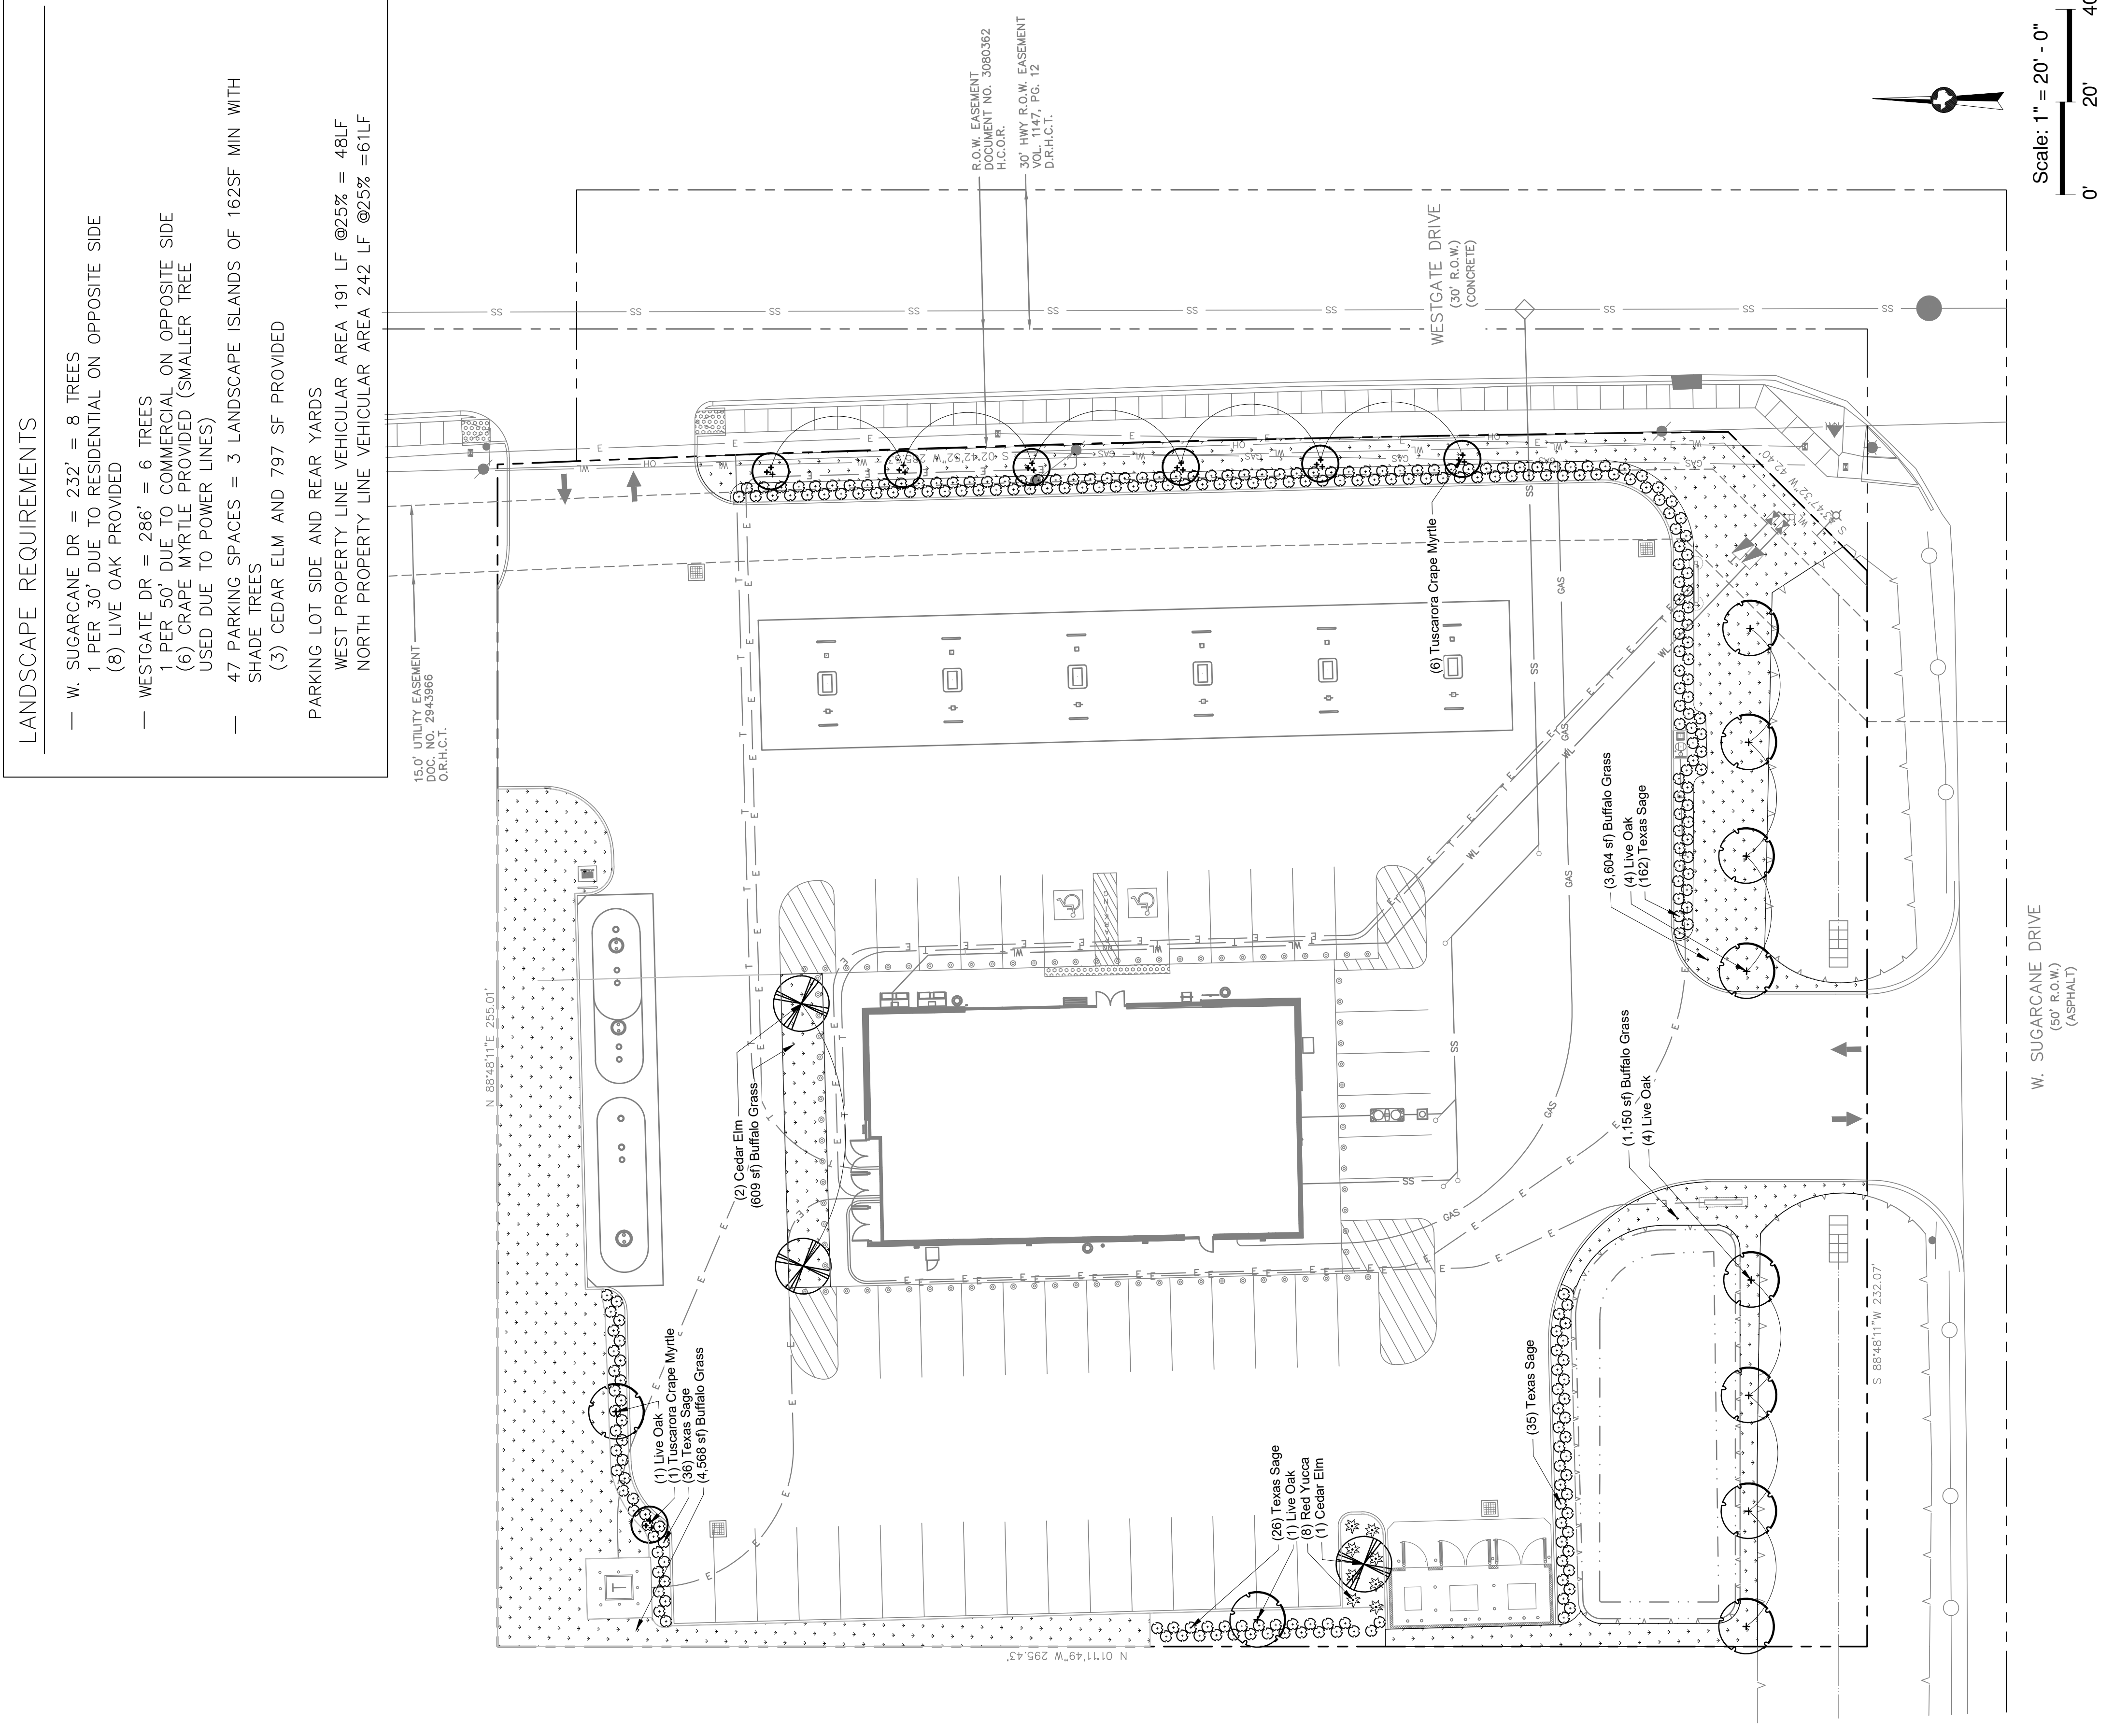 LANDSCAPE REQUIREMENTS
— W. SUGARCANE DR = 232' = 8 TREES
1 PER 30' DUE TO RESIDENTIAL ON OPPOSITE SIDE
(8) LIVE OAK PROVIDED
— WESTGATE DR = 286' = 6 TREES
1 PER 50' DUE TO COMMERCIAL ON OPPOSITE SIDE
(6) CRAPE MYRTLE PROVIDED (SMALLER TREE
USED DUE TO POWER LINES)
— 47 PARKING SPACES = 3 LANDSCAPE ISLANDS OF 162SF MIN WITH
SHADE TREES
(3) CEDAR ELM AND 797 SF PROVIDED
PARKING LOT SIDE AND REAR YARDS
WEST PROPERTY LINE VEHICULAR AREA 191 LF @25% = 48LF
NORTH PROPERTY LINE VEHICULAR AREA 242 LF @25% =61LF
15.0' UTILITY EASEMENT
DOC. NO. 2943966
O.R.H.C.T.
R.O.W. EASEMENT
DOCUMENT NO. 3080362
H.C.O.R.
30' HWY R.O.W. EASEMENT
VOL. 1147, PG. 12
D.R.H.C.T.
WESTGATE DRIVE
(30' R.O.W.)
(CONCRETE)
Scale: 1" = 20' - 0"
0'
20'
40
N 88°48'11"E 255.01'
(6) Tuscarora Crape Myrtle
(3,604 sf) Buffalo Grass
(4) Live Oak
(162) Texas Sage
(2) Cedar Elm
(609 sf) Buffalo Grass
(1,150 sf) Buffalo Grass
(4) Live Oak
(1) Live Oak
(1) Tuscarora Crape Myrtle
(36) Texas Sage
(4,568 sf) Buffalo Grass
(26) Texas Sage
(1) Live Oak
(8) Red Yucca
(1) Cedar Elm
(35) Texas Sage
N 01°11'49"W 295.43'
S 88°48'11"W 232.07'
W. SUGARCANE DRIVE
(50' R.O.W.)
(ASPHALT)
42.40'
SS
GAS
WL
OH
E
T